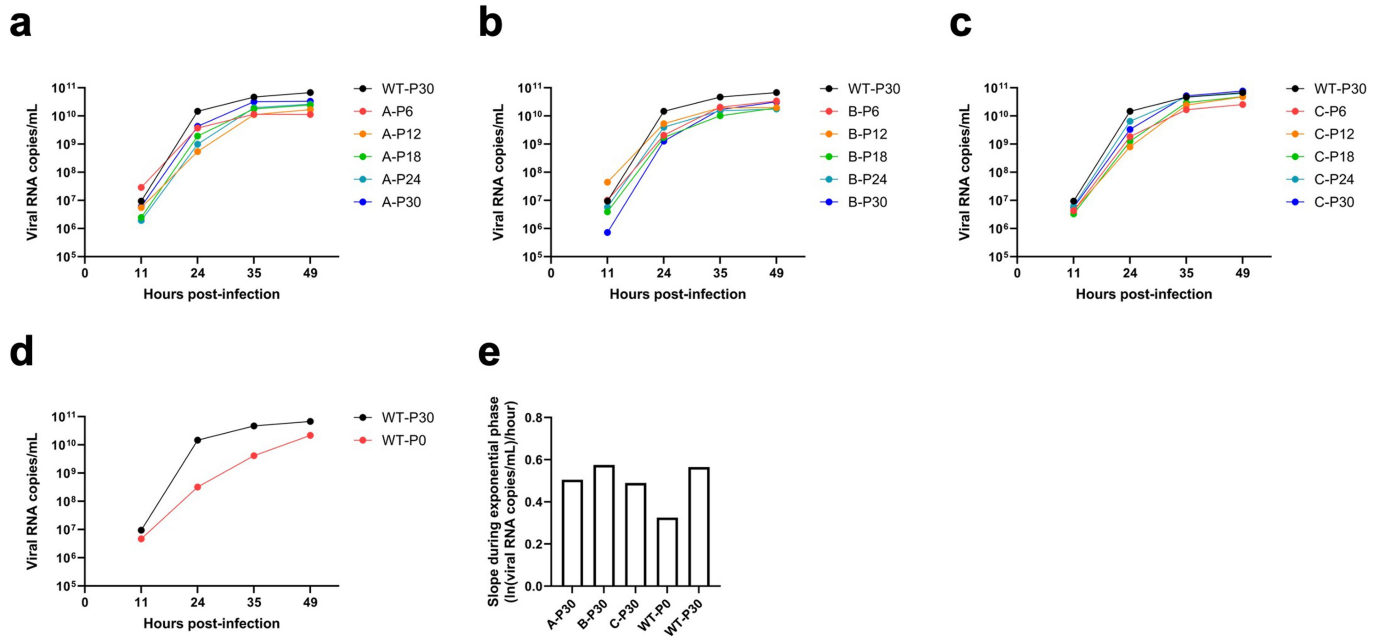 a
Viral RNA copies/mL
10¹¹
10¹⁰
10⁹
10⁸
10⁷
10⁶
10⁵
0 11 24 35 49
Hours post-infection
WT-P30
A-P6
A-P12
A-P18
A-P24
A-P30
b
Viral RNA copies/mL
10¹¹
10¹⁰
10⁹
10⁸
10⁷
10⁶
10⁵
0 11 24 35 49
Hours post-infection
WT-P30
B-P6
B-P12
B-P18
B-P24
B-P30
c
Viral RNA copies/mL
10¹¹
10¹⁰
10⁹
10⁸
10⁷
10⁶
10⁵
0 11 24 35 49
Hours post-infection
WT-P30
C-P6
C-P12
C-P18
C-P24
C-P30
d
Viral RNA copies/mL
10¹¹
10¹⁰
10⁹
10⁸
10⁷
10⁶
10⁵
0 11 24 35 49
Hours post-infection
WT-P30
WT-P0
e
Slope during exponential phase
(ln(viral RNA copies/mL)/hour)
0.8
0.6
0.4
0.2
0.0
A-P30 B-P30 C-P30 WT-P0 WT-P30